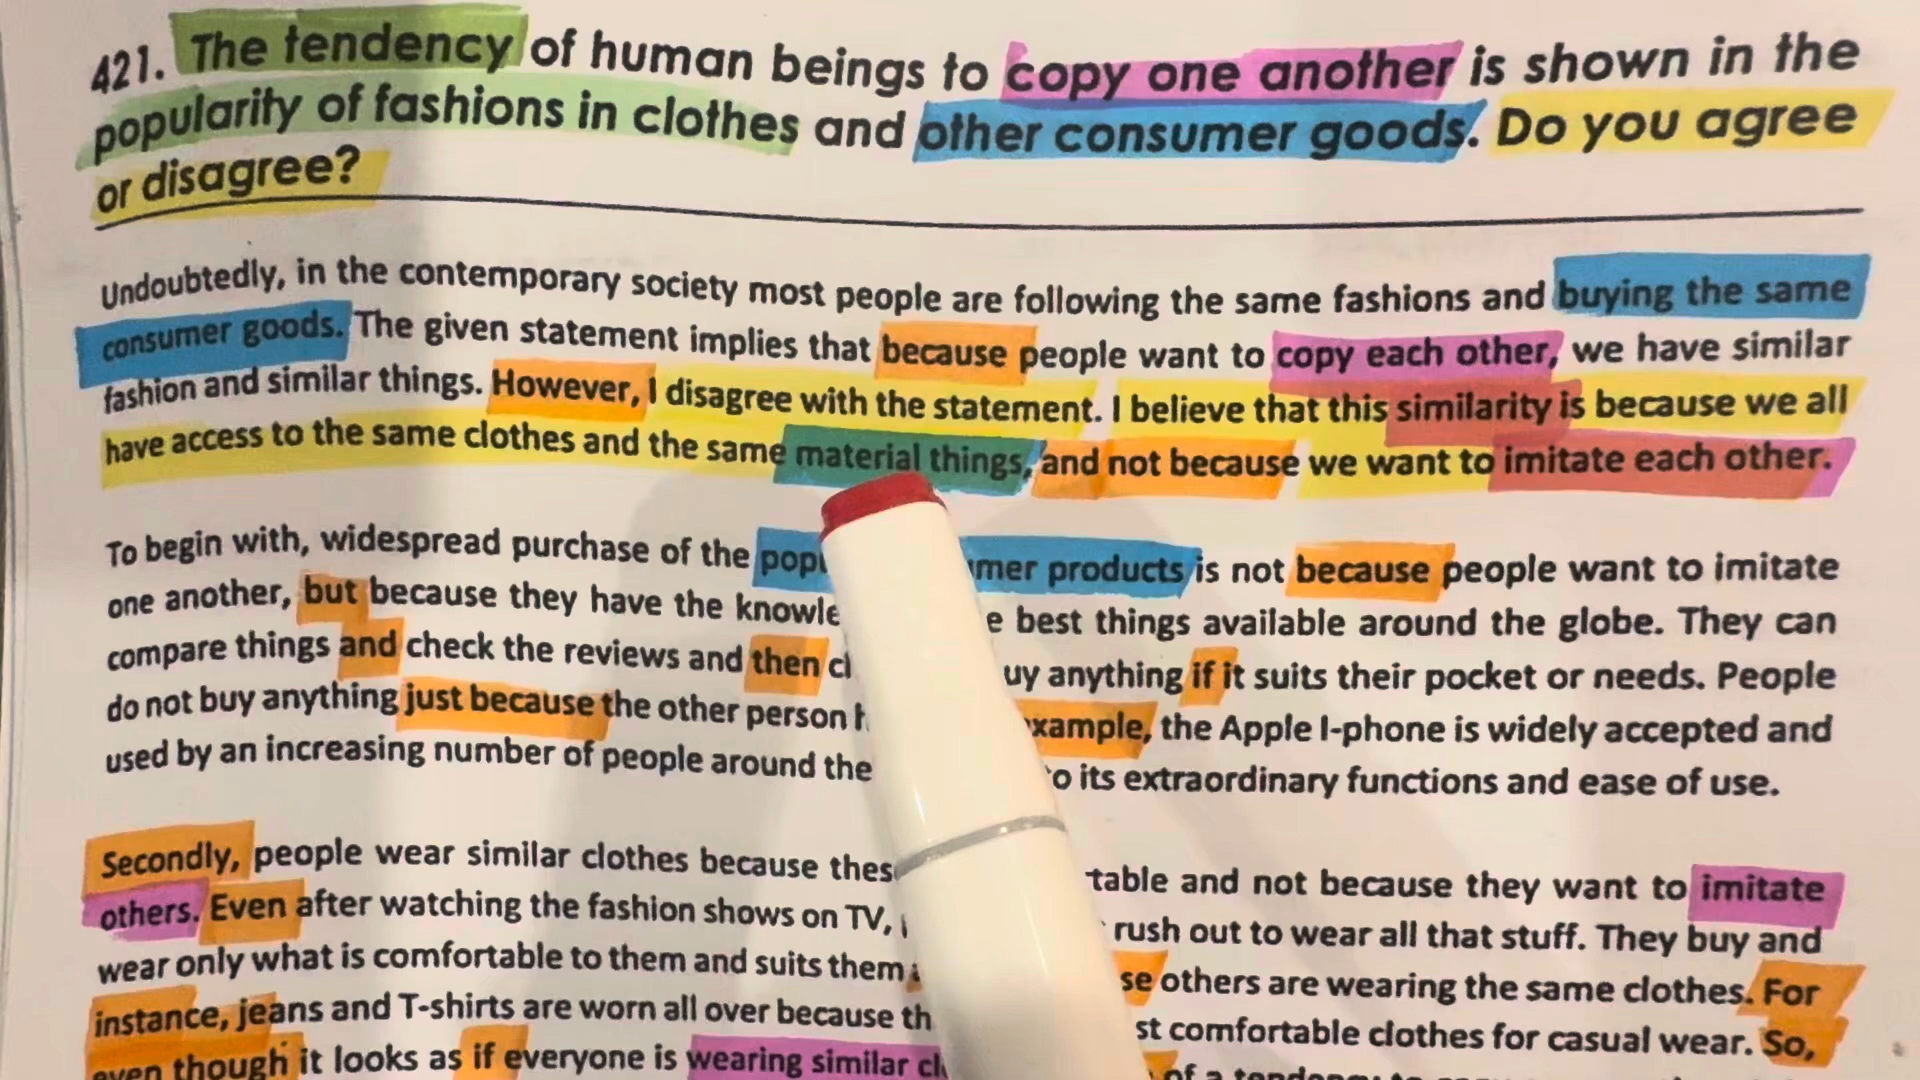 421. The tendency of human beings to copy one another is shown in the
popularity of fashions in clothes and other consumer goods. Do you agree
or disagree?
Undoubtedly, in the contemporary society most people are following the same fashions and buying the same
consumer goods. The given statement implies that because people want to copy each other, we have similar
fashion and similar things. However, I disagree with the statement. I believe that this similarity is because we all
have access to the same clothes and the same material things, and not because we want to imitate each other.
To begin with, widespread purchase of the products is not because people want to imitate
one another, but because they have the best things available around the globe. They can
compare things and check the reviews and then anything if it suits their pocket or needs. People
do not buy anything just because the other person the Apple I-phone is widely accepted and
used by an increasing number of people around the its extraordinary functions and ease of use.
Secondly, people wear similar clothes because and not because they want to imitate
others. Even after watching the fashion shows on TV, rush out to wear all that stuff. They buy and
wear only what is comfortable to them and suits them others are wearing the same clothes. For
instance, jeans and T-shirts are worn all over because comfortable clothes for casual wear. So,
even though it looks as if everyone is wearing similar